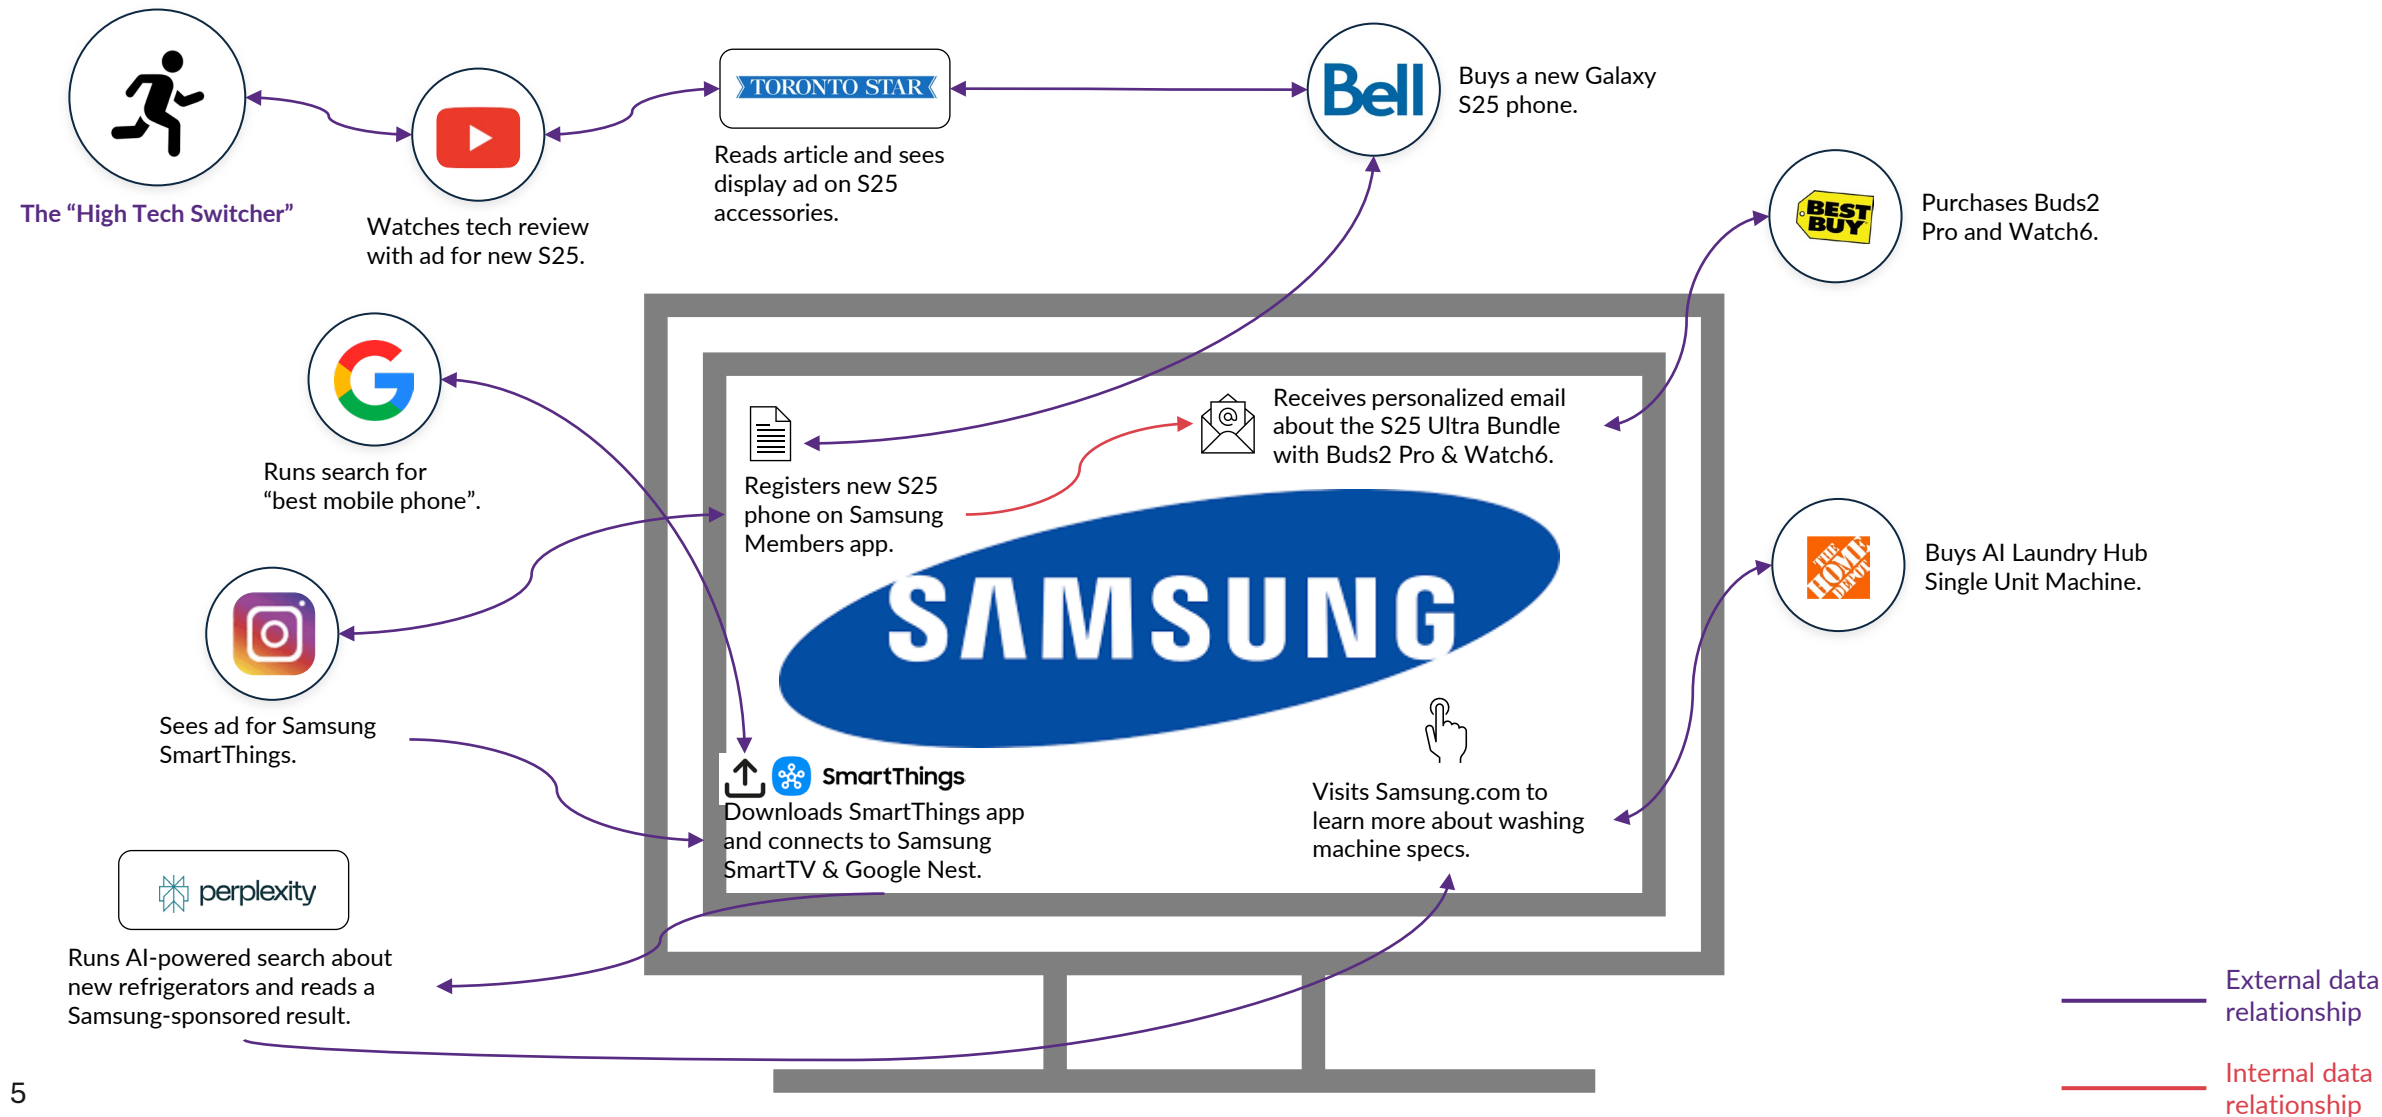 The “High Tech Switcher”
Watches tech review
with ad for new S25.
TORONTO STAR
Reads article and sees
display ad on S25
accessories.
Bell
Buys a new Galaxy
S25 phone.
BEST
BUY
Purchases Buds2
Pro and Watch6.
G
Runs search for
“best mobile phone”.
Registers new S25
phone on Samsung
Members app.
@
Receives personalized email
about the S25 Ultra Bundle
with Buds2 Pro & Watch6.
SAMSUNG
THE
HOME
DEPOT
Buys AI Laundry Hub
Single Unit Machine.
Sees ad for Samsung
SmartThings.
SmartThings
Downloads SmartThings app
and connects to Samsung
SmartTV & Google Nest.
Visits Samsung.com to
learn more about washing
machine specs.
perplexity
Runs AI-powered search about
new refrigerators and reads a
Samsung-sponsored result.
External data
relationship
Internal data
relationship
5